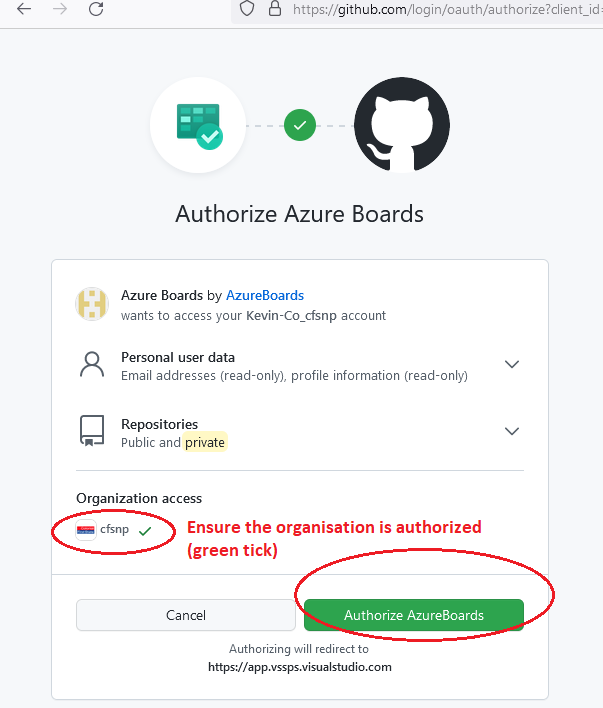 https://github.com/login/oauth/authorize?client_id=
Authorize Azure Boards
Azure Boards by AzureBoards
wants to access your Kevin-Co_cfsnp account
Personal user data
Email addresses (read-only), profile information (read-only)
Repositories
Public and private
Organization access
cfsnp
Ensure the organisation is authorized
(green tick)
Cancel
Authorize AzureBoards
Authorizing will redirect to
https://app.vssps.visualstudio.com